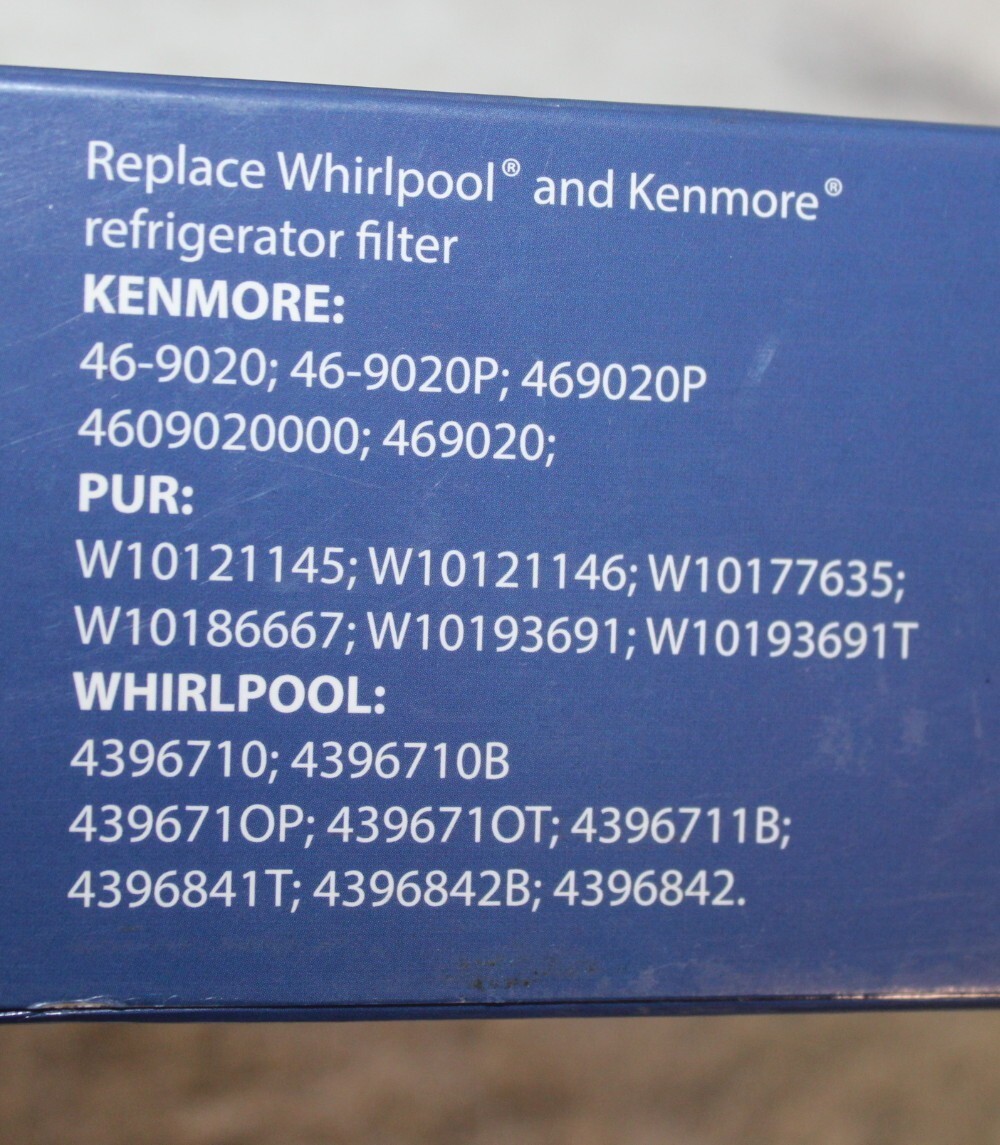 Replace Whirlpool® and Kenmore®
refrigerator filter
KENMORE:
46-9020; 46-9020P; 469020P
4609020000; 469020;
PUR:
W10121145; W10121146; W10177635;
W10186667; W10193691; W10193691T
WHIRLPOOL:
4396710; 4396710B
439671OP; 439671OT; 4396711B;
4396841T; 4396842B; 4396842.